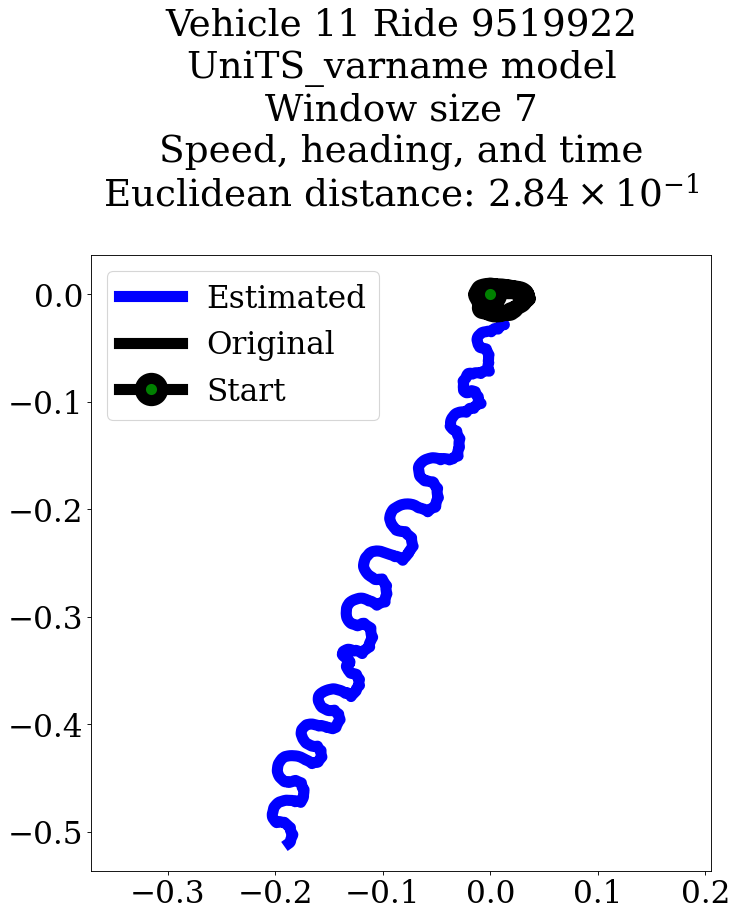 Vehicle 11 Ride 9519922
UniTS_varname model
Window size 7
Speed, heading, and time
Euclidean distance: 2.84 × 10⁻¹
Estimated
Original
Start
0.0
−0.1
−0.2
−0.3
−0.4
−0.5
−0.3 −0.2 −0.1 0.0 0.1 0.2